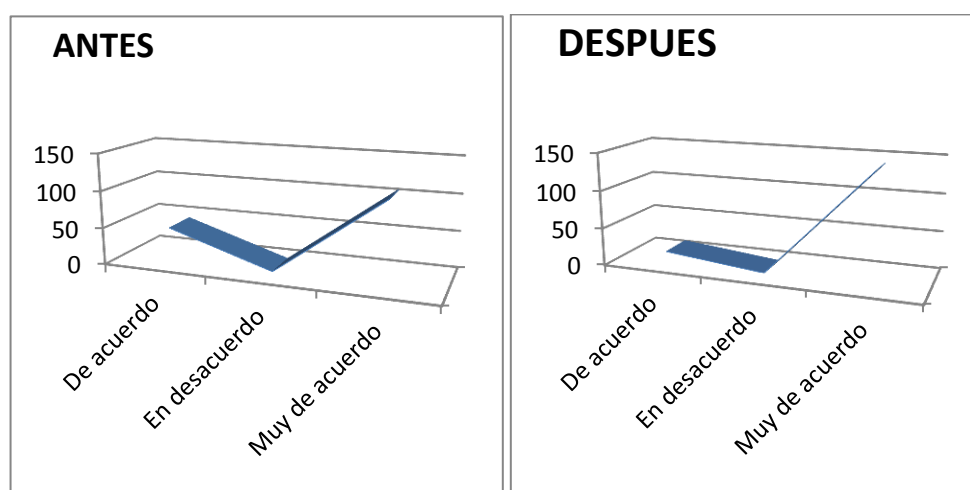 ANTES
150
100
50
0
De acuerdo
En desacuerdo
Muy de acuerdo
DESPUES
150
100
50
0
De acuerdo
En desacuerdo
Muy de acuerdo